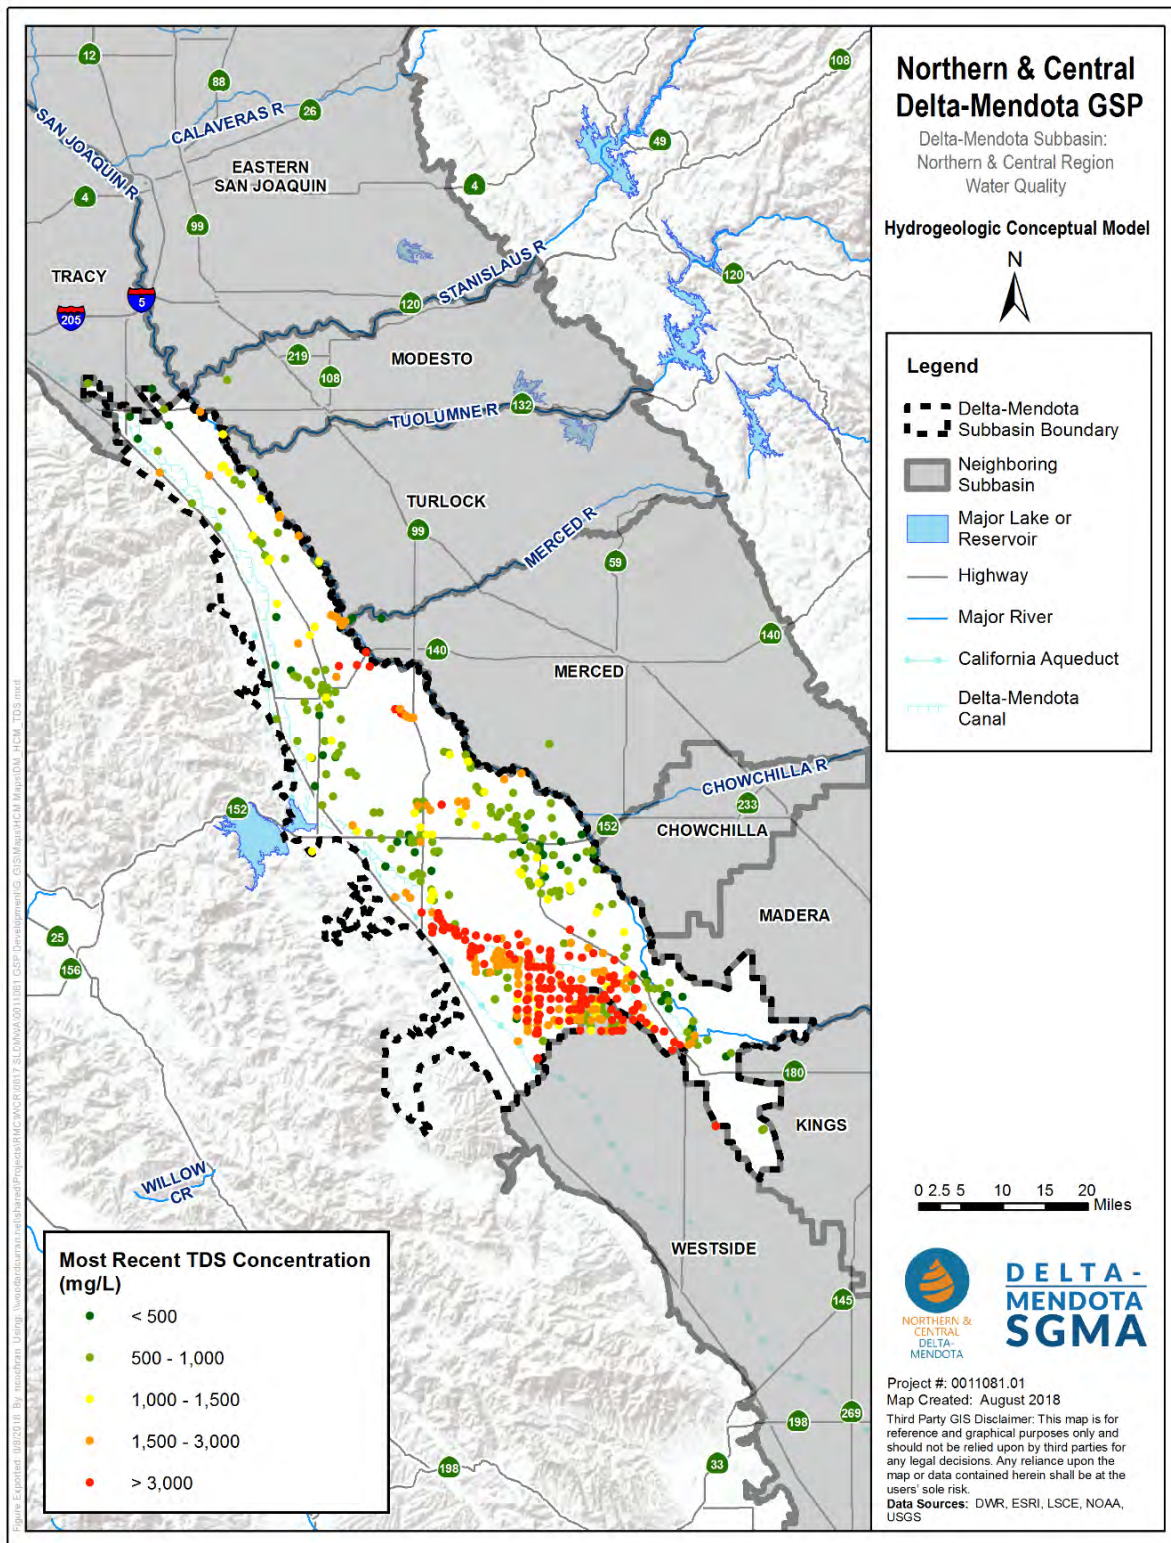 Northern & Central
Delta-Mendota GSP
Delta-Mendota Subbasin:
Northern & Central Region
Water Quality
Hydrogeologic Conceptual Model
N
Legend
Delta-Mendota
Subbasin Boundary
Neighboring
Subbasin
Major Lake or
Reservoir
Highway
Major River
California Aqueduct
Delta-Mendota
Canal
0 2.5 5 10 15 20
Miles
NORTHERN &
CENTRAL
DELTA-
MENDOTA
DELTA-
MENDOTA
SGMA
Project #: 0011081.01
Map Created: August 2018
Third Party GIS Disclaimer: This map is for
reference and graphical purposes only and
should not be relied upon by third parties for
any legal decisions. Any reliance upon the
map or data contained herein shall be at the
users' sole risk.
Data Sources: DWR, ESRI, LSCE, NOAA,
USGS
12
88
26
108
49
SAN JOAQUIN R
CALAVERAS R
EASTERN
SAN JOAQUIN
4
4
99
TRACY
5
205
STANISLAUS R
120
120
219
108
MODESTO
TUOLUMNE R
132
TURLOCK
99
MERCED R
59
140
140
MERCED
CHOWCHILLA R
233
152
152
CHOWCHILLA
MADERA
25
156
180
KINGS
WILLOW
CR
WESTSIDE
145
198
269
33
198
Most Recent TDS Concentration
(mg/L)
< 500
500 - 1,000
1,000 - 1,500
1,500 - 3,000
> 3,000